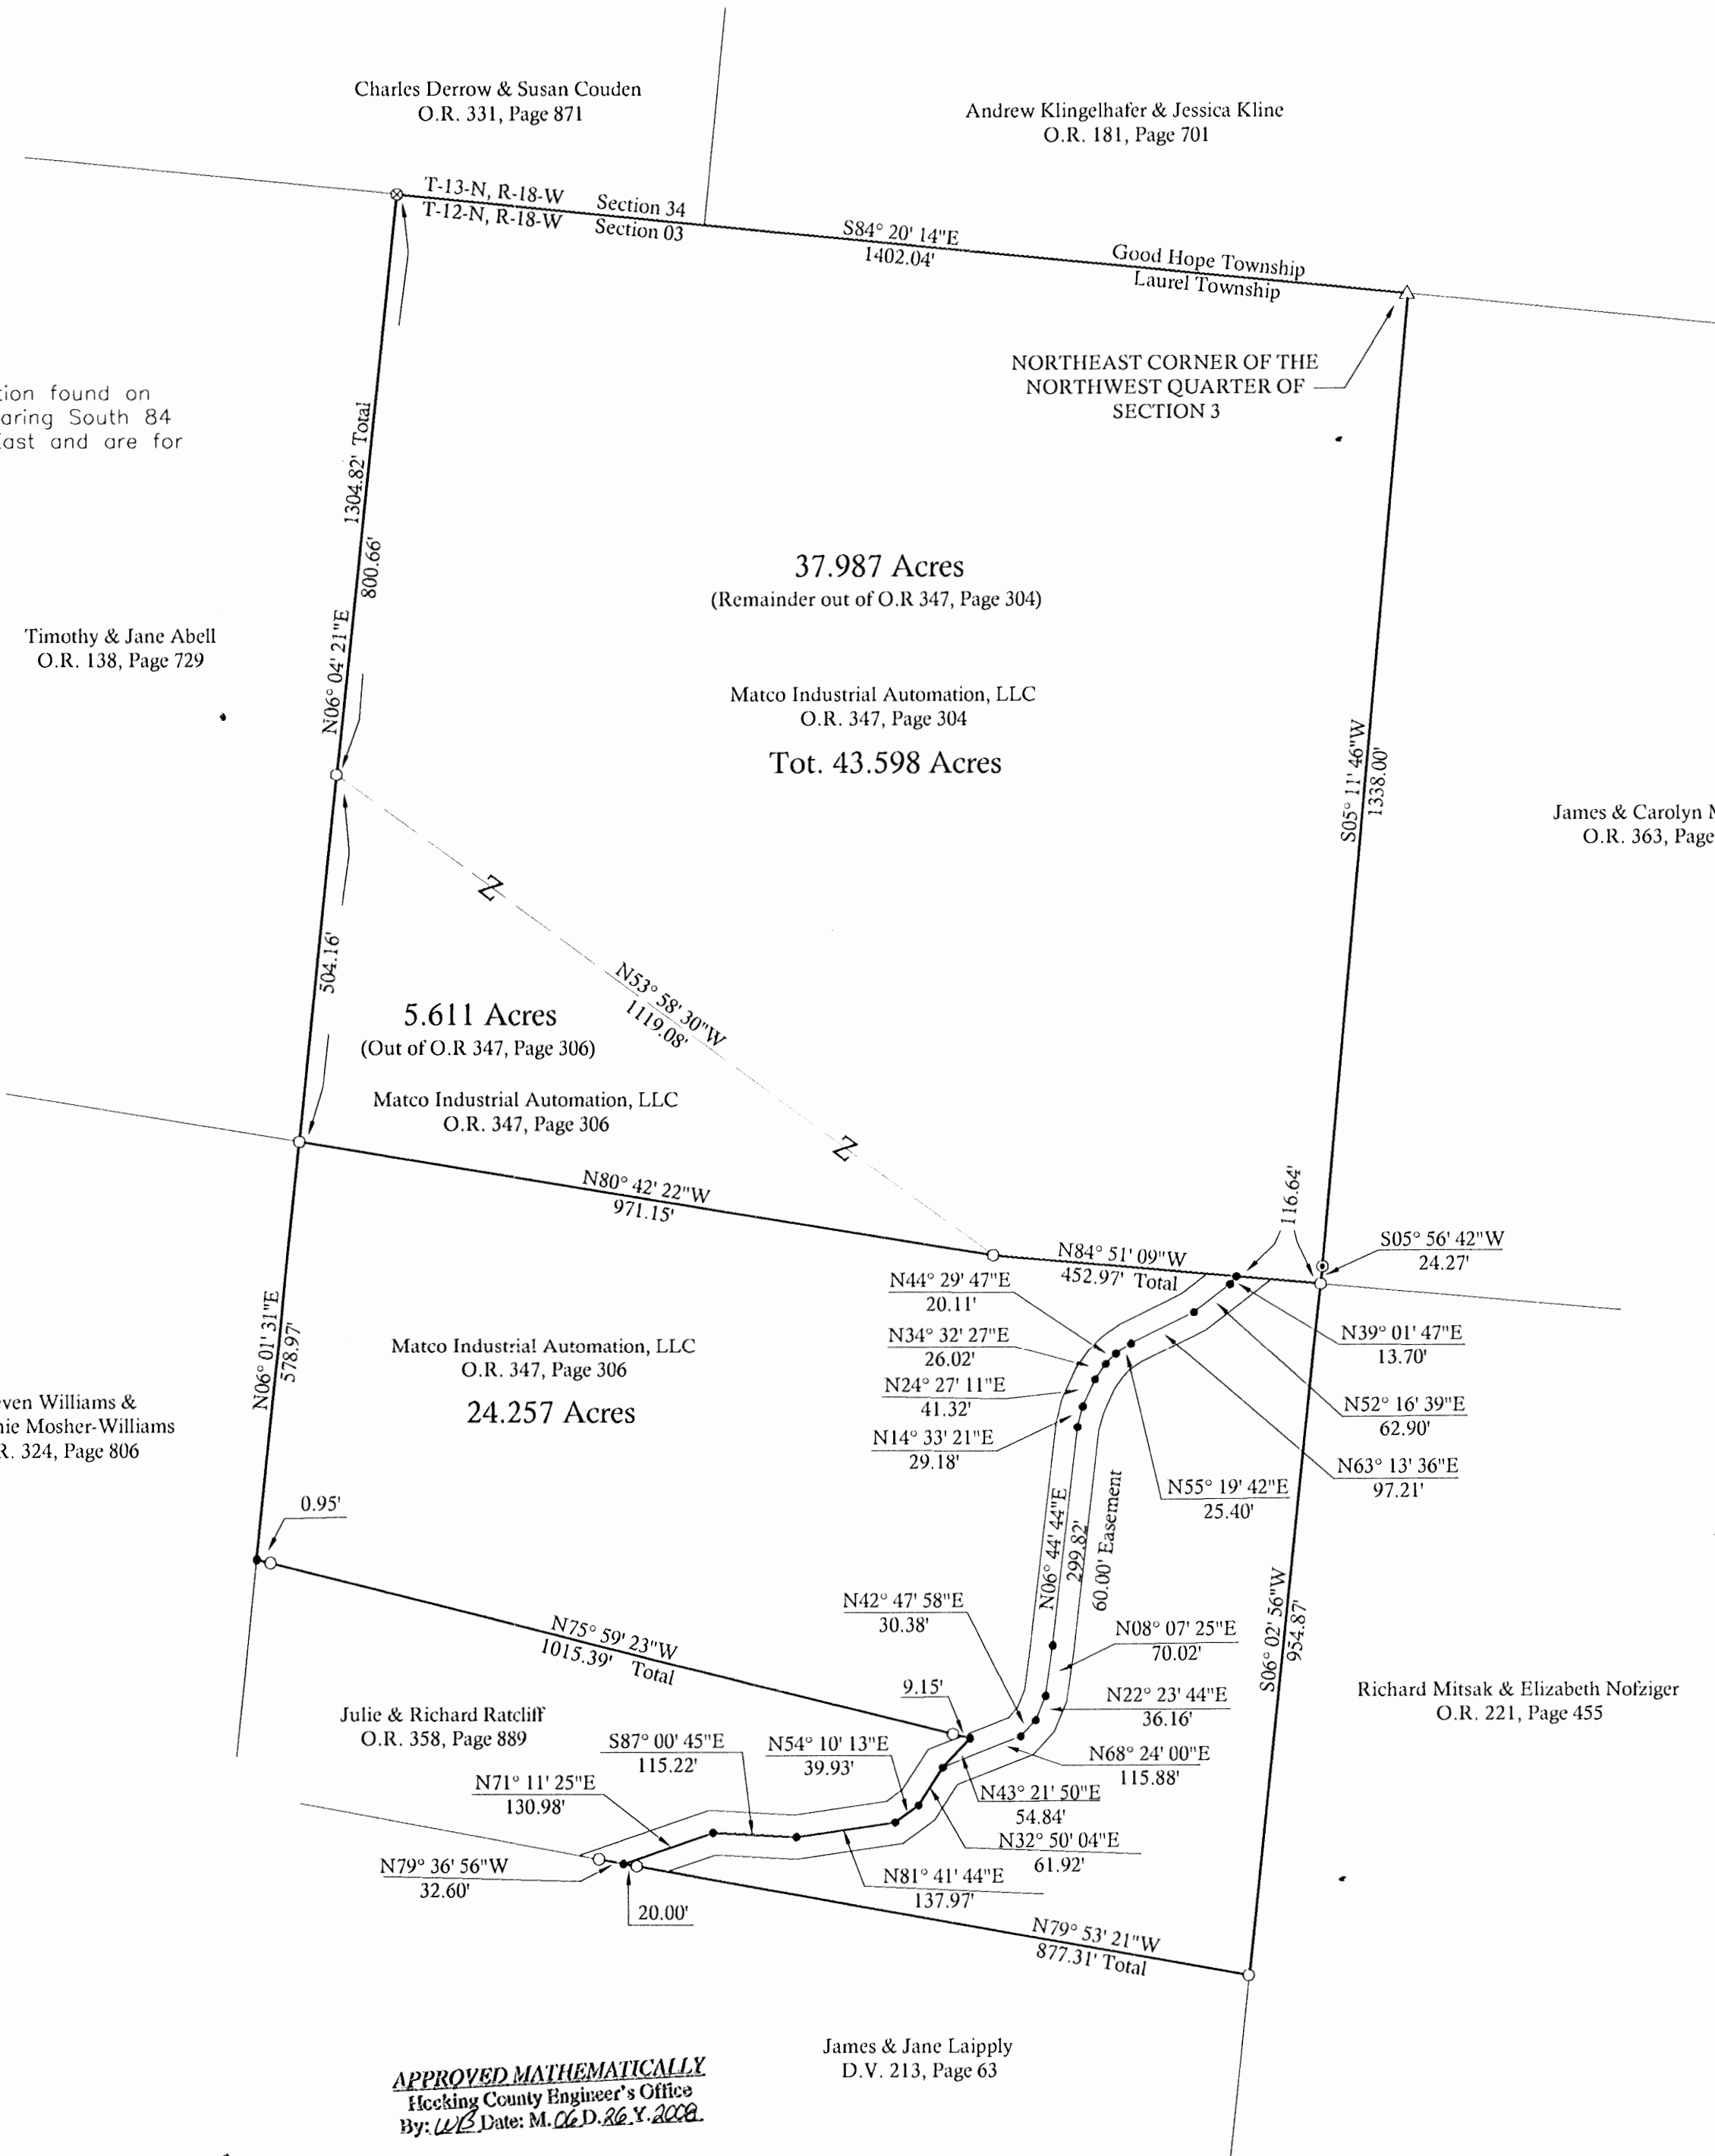 Charles Derrow & Susan Couden
O.R. 331, Page 871
Andrew Klingelhafer & Jessica Kline
O.R. 181, Page 701
T-13-N, R-18-W
Section 34
T-12-N, R-18-W
Section 03
S84° 20' 14"E
1402.04'
Good Hope Township
Laurel Township
NORTHEAST CORNER OF THE
NORTHWEST QUARTER OF
SECTION 3
tion found on
aring South 84
ast and are for
1304.82' Total
800.66'
N06° 04' 21"E
37.987 Acres
(Remainder out of O.R 347, Page 304)
Timothy & Jane Abell
O.R. 138, Page 729
Matco Industrial Automation, LLC
O.R. 347, Page 304
Tot. 43.598 Acres
S05° 11' 46"W
1338.00'
James & Carolyn
O.R. 363, Page
Z
504.16'
N53° 58' 30"W
1119.08'
5.611 Acres
(Out of O.R 347, Page 306)
Matco Industrial Automation, LLC
O.R. 347, Page 306
Z
N80° 42' 22"W
971.15'
116.64'
S05° 56' 42"W
24.27'
N84° 51' 09"W
452.97' Total
N44° 29' 47"E
20.11'
N34° 32' 27"E
26.02'
N24° 27' 11"E
41.32'
N14° 33' 21"E
29.18'
N39° 01' 47"E
13.70'
N52° 16' 39"E
62.90'
N63° 13' 36"E
97.21'
N55° 19' 42"E
25.40'
N06° 01' 31"E
578.97'
Matco Industrial Automation, LLC
O.R. 347, Page 306
24.257 Acres
ven Williams &
nie Mosher-Williams
R. 324, Page 806
0.95'
N06° 44' 44"E
299.82'
60.00' Easement
N42° 47' 58"E
30.38'
N08° 07' 25"E
70.02'
S06° 02' 56"W
954.87'
N75° 59' 23"W
1015.39' Total
9.15'
N22° 23' 44"E
36.16'
Richard Mitsak & Elizabeth Nofziger
O.R. 221, Page 455
Julie & Richard Ratcliff
O.R. 358, Page 889
S87° 00' 45"E
115.22'
N54° 10' 13"E
39.93'
N68° 24' 00"E
115.88'
N71° 11' 25"E
130.98'
N43° 21' 50"E
54.84'
N32° 50' 04"E
61.92'
N79° 36' 56"W
32.60'
N81° 41' 44"E
137.97'
20.00'
N79° 53' 21"W
877.31' Total
James & Jane Laipply
D.V. 213, Page 63
APPROVED MATHEMATICALLY
Hocking County Engineer's Office
By: WB Date: M. 06 D. 26 Y. 2008